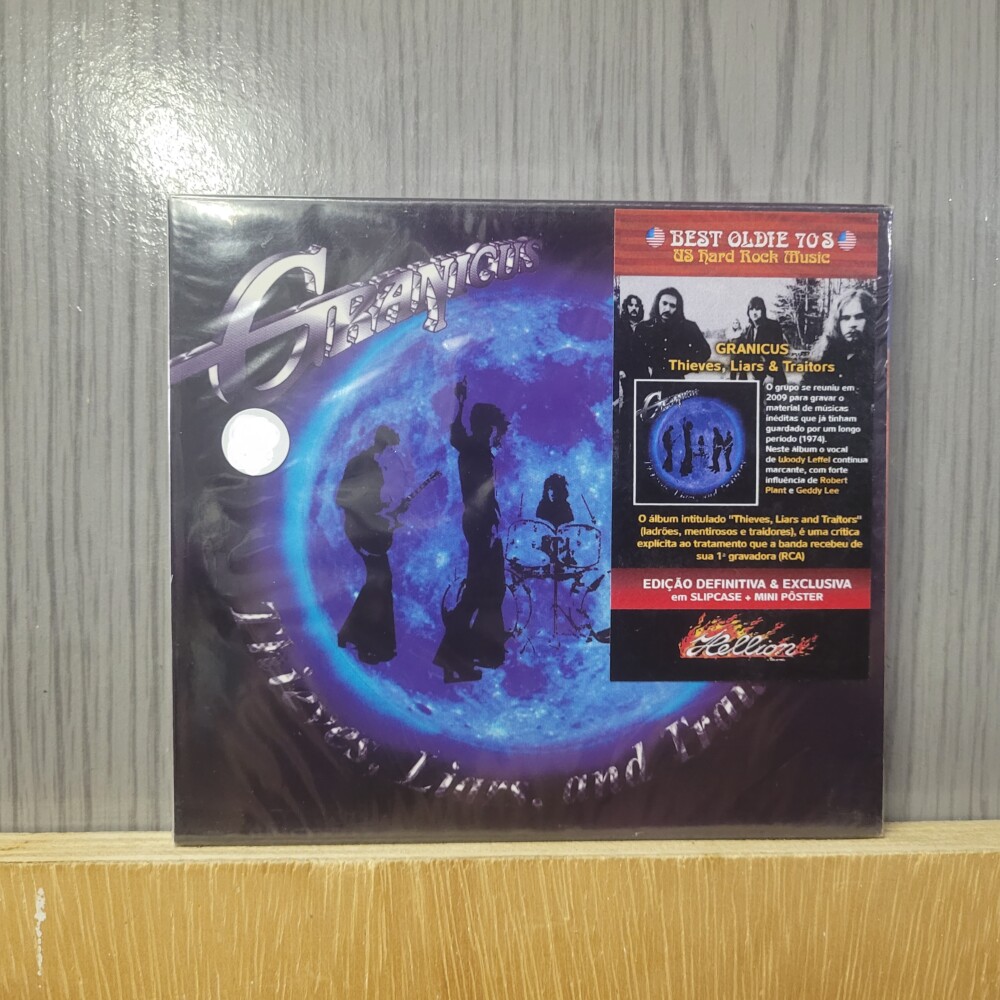 GRANICUS
Thieves, Liars, and Trai
BEST OLDIE 70'S
US Hard Rock Music
GRANICUS
Thieves, Liars & Traitors
O grupo se reuniu em
2009 para gravar o
material de músicas
inéditas que já tinham
guardado por um longo
período (1974).
Neste Álbum o vocal
de Woody Leffel continua
marcante, com forte
influência de Robert
Plant e Geddy Lee
GRANICUS
O álbum intitulado "Thieves, Liars and Traitors"
(ladrões, mentirosos e traidores), é uma crítica
explícita ao tratamento que a banda recebeu de
sua 1ª gravadora (RCA)
EDIÇÃO DEFINITIVA & EXCLUSIVA
em SLIPCASE + MINI PÔSTER
Hellion